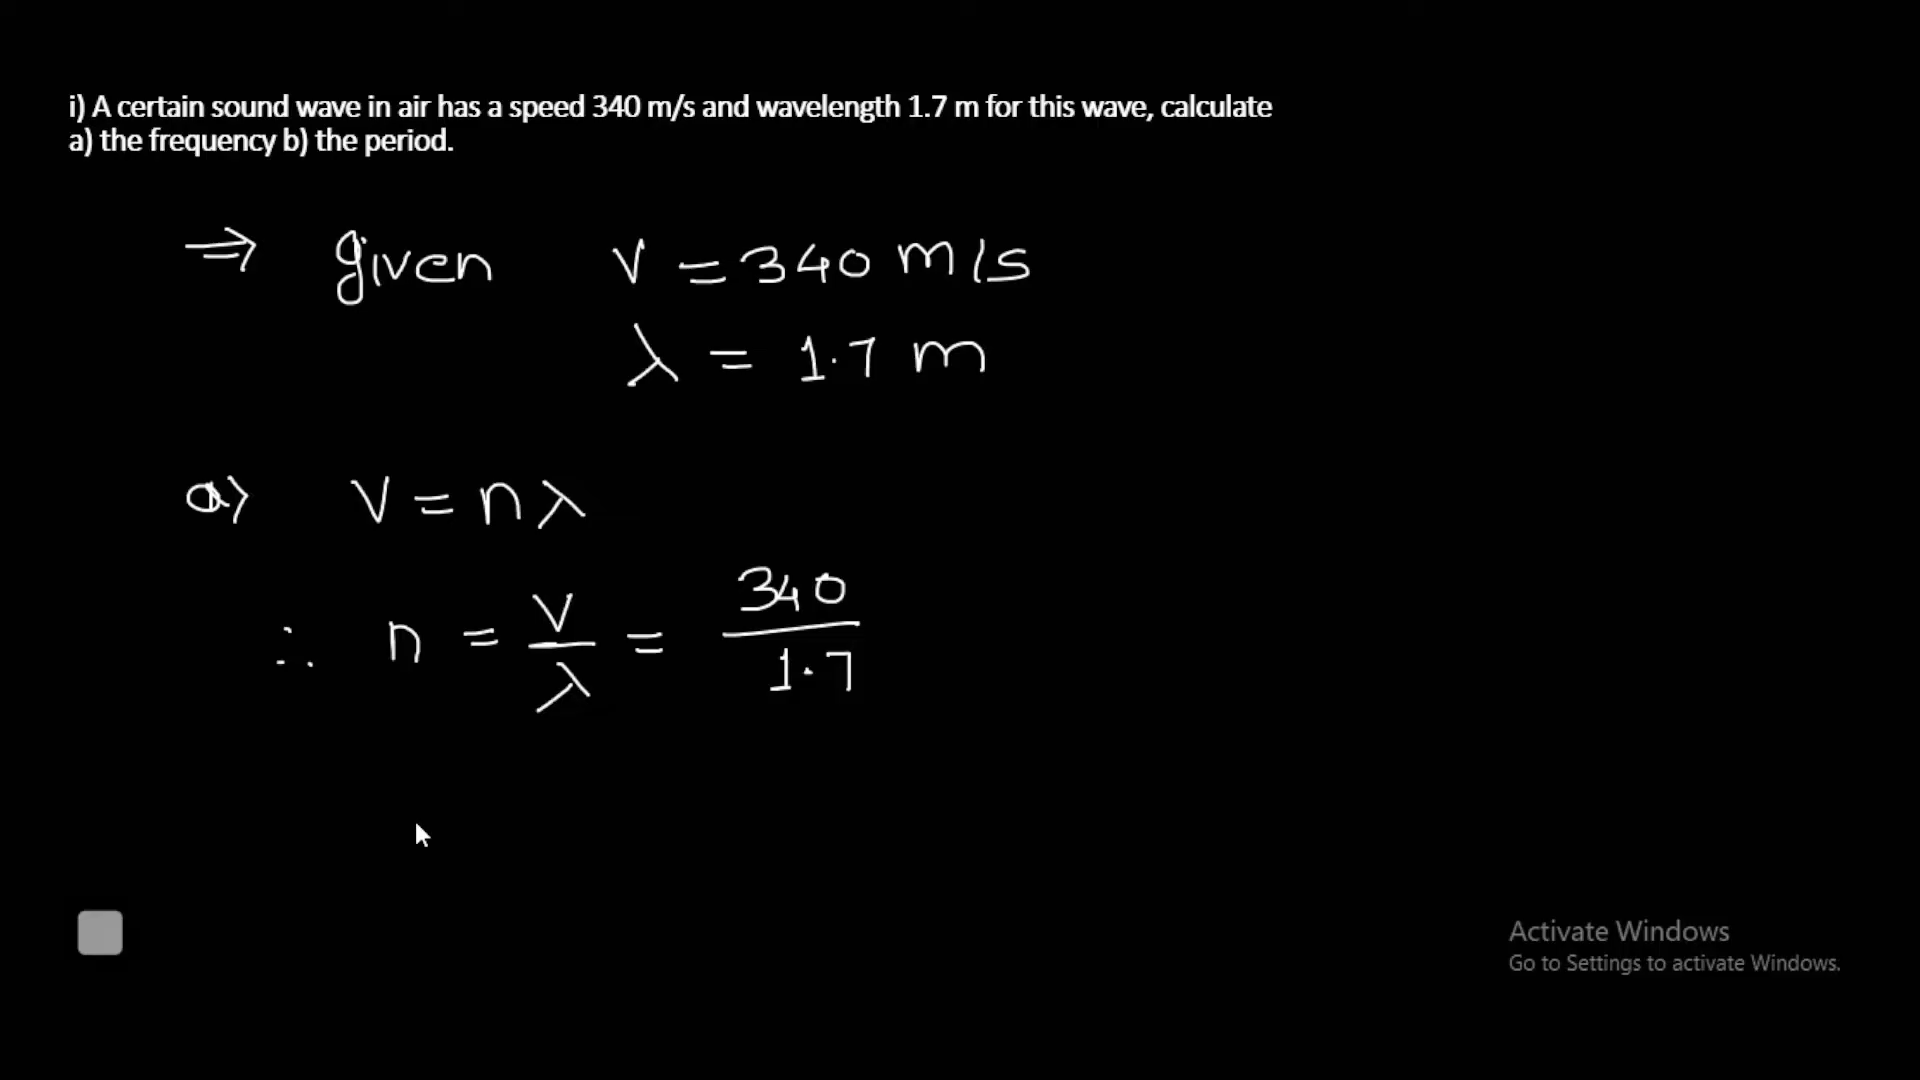 i) A certain sound wave in air has a speed 340 m/s and wavelength 1.7 m for this wave, calculate
a) the frequency b) the period.
⇒ given v = 340 m/s
λ = 1.7 m
a) v = nλ
∴ n = v/λ = 340/1.7
Activate Windows
Go to Settings to activate Windows.